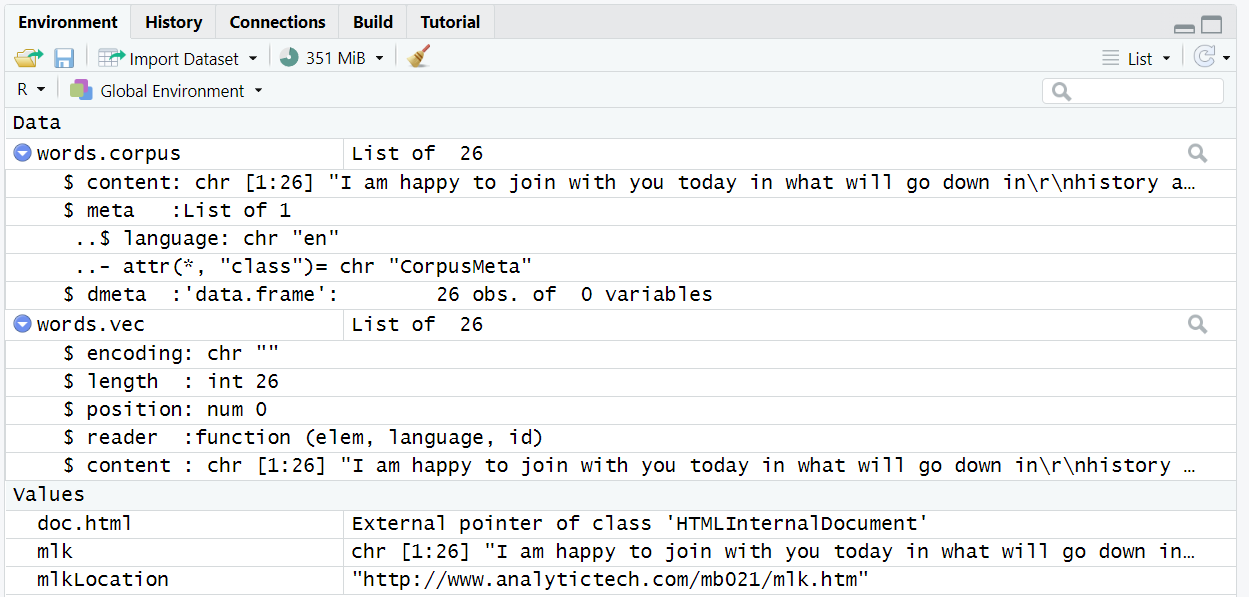 Environment History Connections Build Tutorial
Import Dataset 351 MiB List
R Global Environment
Data
words.corpus List of 26
$ content: chr [1:26] "I am happy to join with you today in what will go down in\r\nhistory a…
$ meta :List of 1
..$ language: chr "en"
..- attr(*, "class")= chr "CorpusMeta"
$ dmeta :'data.frame': 26 obs. of 0 variables
words.vec List of 26
$ encoding: chr ""
$ length : int 26
$ position: num 0
$ reader :function (elem, language, id)
$ content : chr [1:26] "I am happy to join with you today in what will go down in\r\nhistory …
Values
doc.html External pointer of class 'HTMLInternalDocument'
mlk chr [1:26] "I am happy to join with you today in what will go down in…
mlkLocation "http://www.analytictech.com/mb021/mlk.htm"